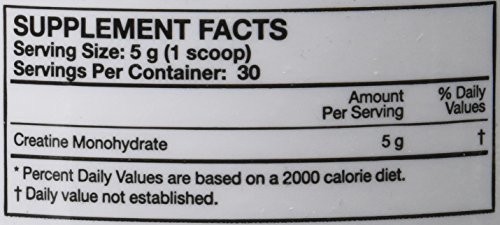 SUPPLEMENT FACTS
Serving Size: 5 g (1 scoop)
Servings Per Container: 30
Amount Per Serving % Daily Values
Creatine Monohydrate 5 g †
* Percent Daily Values are based on a 2000 calorie diet.
† Daily value not established.